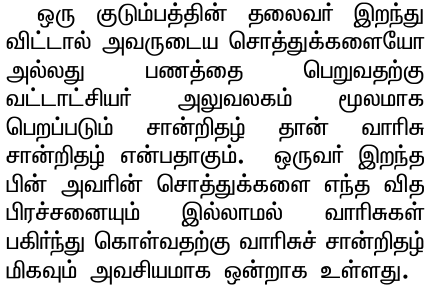 ஒரு குடும்பத்தின் தலைவர் இறந்து
விட்டால் அவருடைய சொத்துக்களையோ
அல்லது பணத்தை பெறுவதற்கு
வட்டாட்சியர் அலுவலகம் மூலமாக
பெறப்படும் சான்றிதழ் தான் வாரிசு
சான்றிதழ் என்பதாகும். ஒருவர் இறந்த
பின் அவரின் சொத்துக்களை எந்த வித
பிரச்சனையும் இல்லாமல் வாரிசுகள்
பகிர்ந்து கொள்வதற்கு வாரிசுச் சான்றிதழ்
மிகவும் அவசியமாக ஒன்றாக உள்ளது.